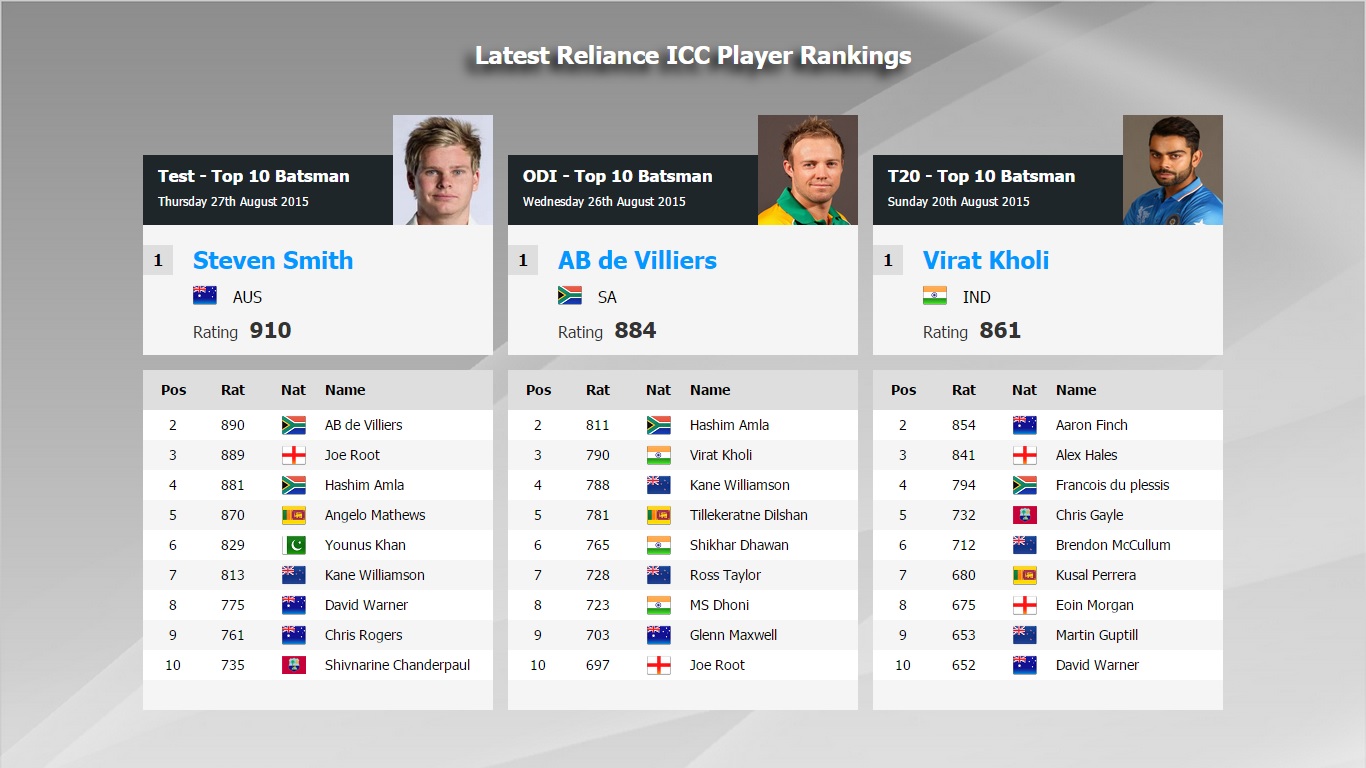 Latest Reliance ICC Player Rankings
Test - Top 10 Batsman
Thursday 27th August 2015
1 Steven Smith
AUS
Rating 910
Pos Rat Nat Name
2 890 AB de Villiers
3 889 Joe Root
4 881 Hashim Amla
5 870 Angelo Mathews
6 829 Younus Khan
7 813 Kane Williamson
8 775 David Warner
9 761 Chris Rogers
10 735 Shivnarine Chanderpaul
ODI - Top 10 Batsman
Wednesday 26th August 2015
1 AB de Villiers
SA
Rating 884
Pos Rat Nat Name
2 811 Hashim Amla
3 790 Virat Kholi
4 788 Kane Williamson
5 781 Tillekeratne Dilshan
6 765 Shikhar Dhawan
7 728 Ross Taylor
8 723 MS Dhoni
9 703 Glenn Maxwell
10 697 Joe Root
T20 - Top 10 Batsman
Sunday 20th August 2015
1 Virat Kholi
IND
Rating 861
Pos Rat Nat Name
2 854 Aaron Finch
3 841 Alex Hales
4 794 Francois du plessis
5 732 Chris Gayle
6 712 Brendon McCullum
7 680 Kusal Perrera
8 675 Eoin Morgan
9 653 Martin Guptill
10 652 David Warner